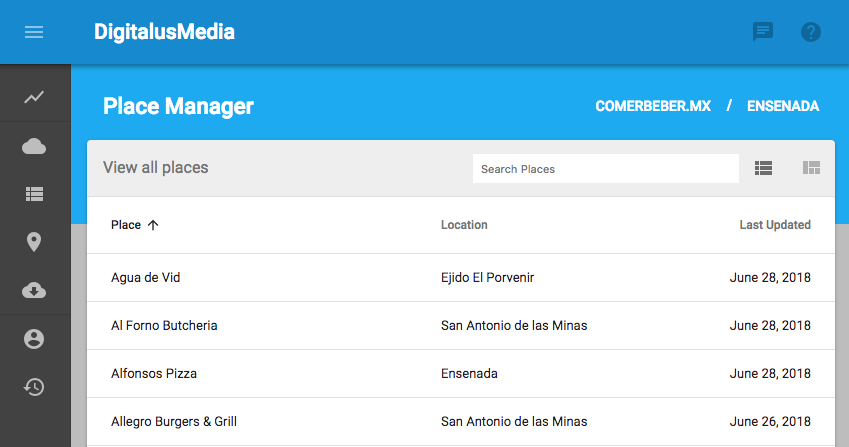 DigitalusMedia
Place Manager
COMERBEBER.MX / ENSENADA
View all places
Search Places
Place Location Last Updated
Agua de Vid Ejido El Porvenir June 28, 2018
Al Forno Butcheria San Antonio de las Minas June 28, 2018
Alfonsos Pizza Ensenada June 28, 2018
Allegro Burgers & Grill San Antonio de las Minas June 26, 2018